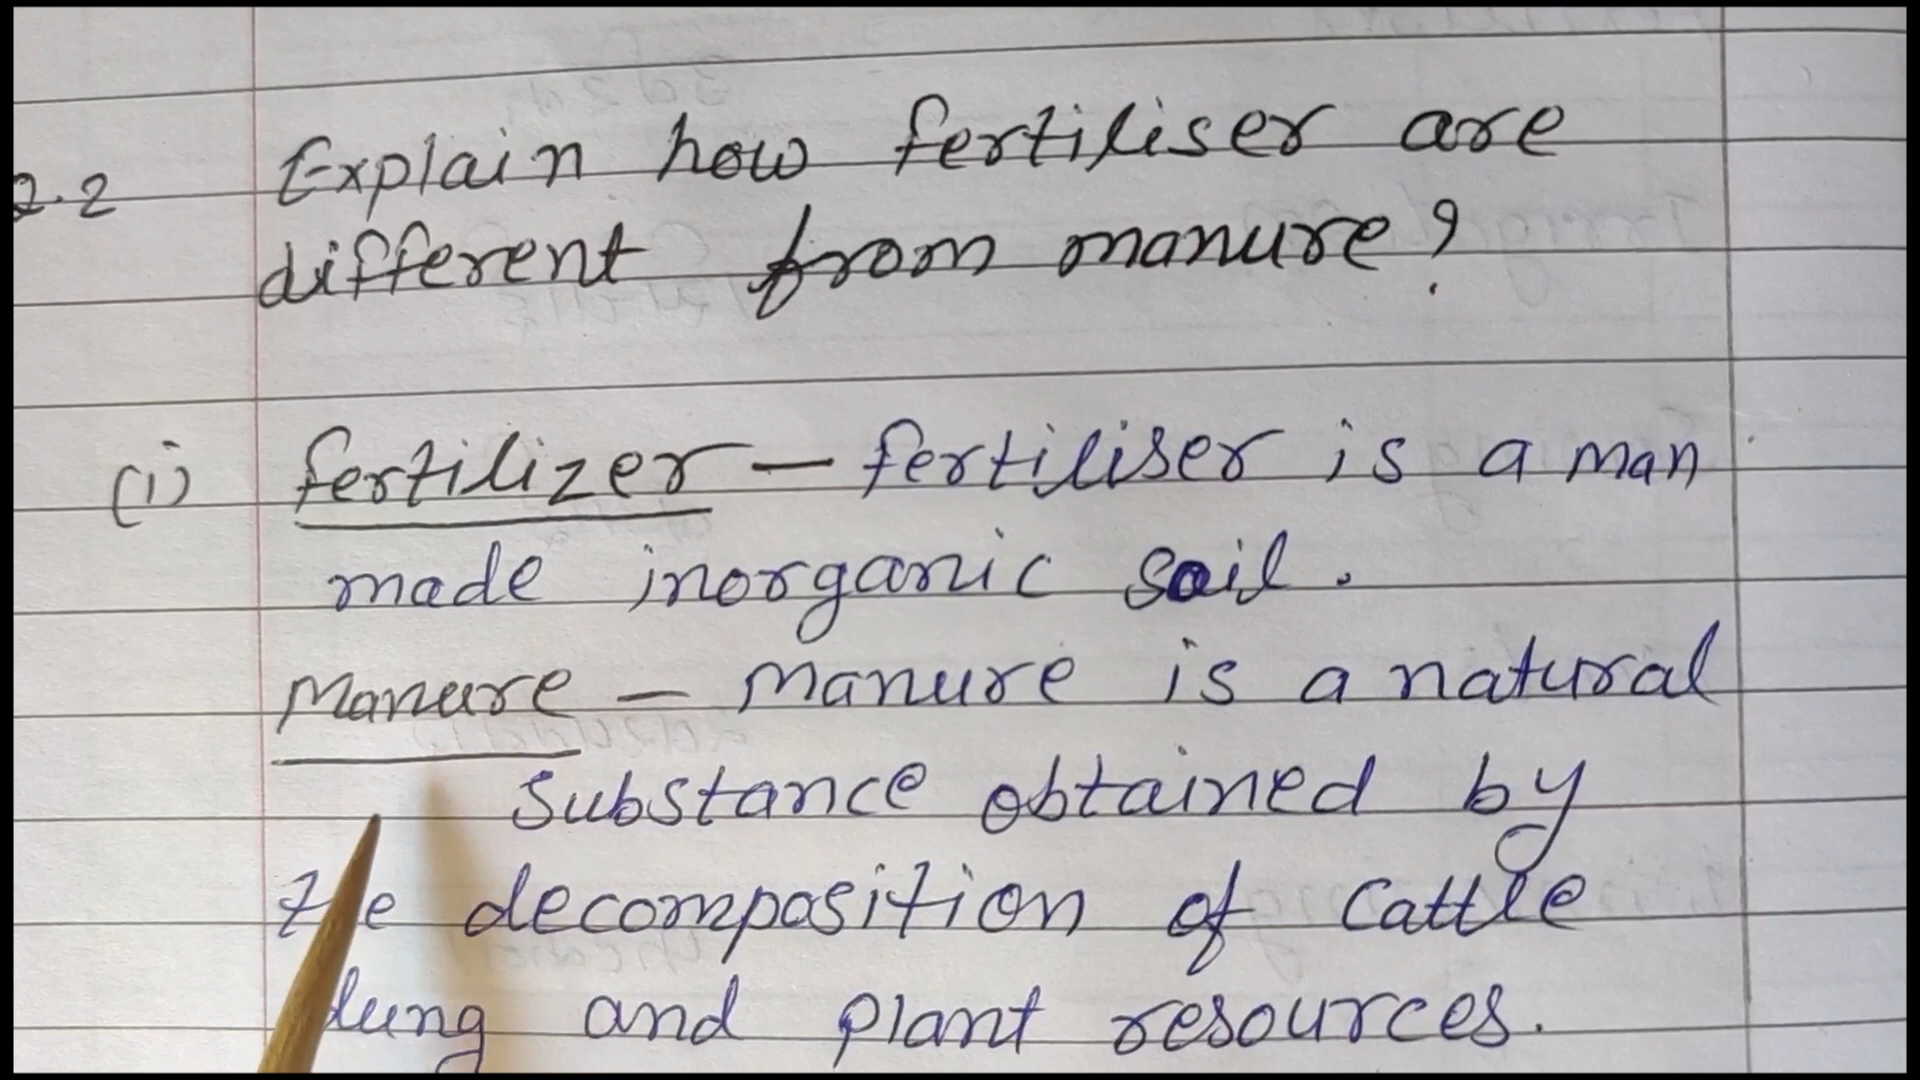 Q.2 Explain how fertiliser are
different from manure?
(i) fertilizer — fertiliser is a man
made inorganic soil.
Manure — Manure is a natural
substance obtained by
the decomposition of cattle
dung and plant resources.